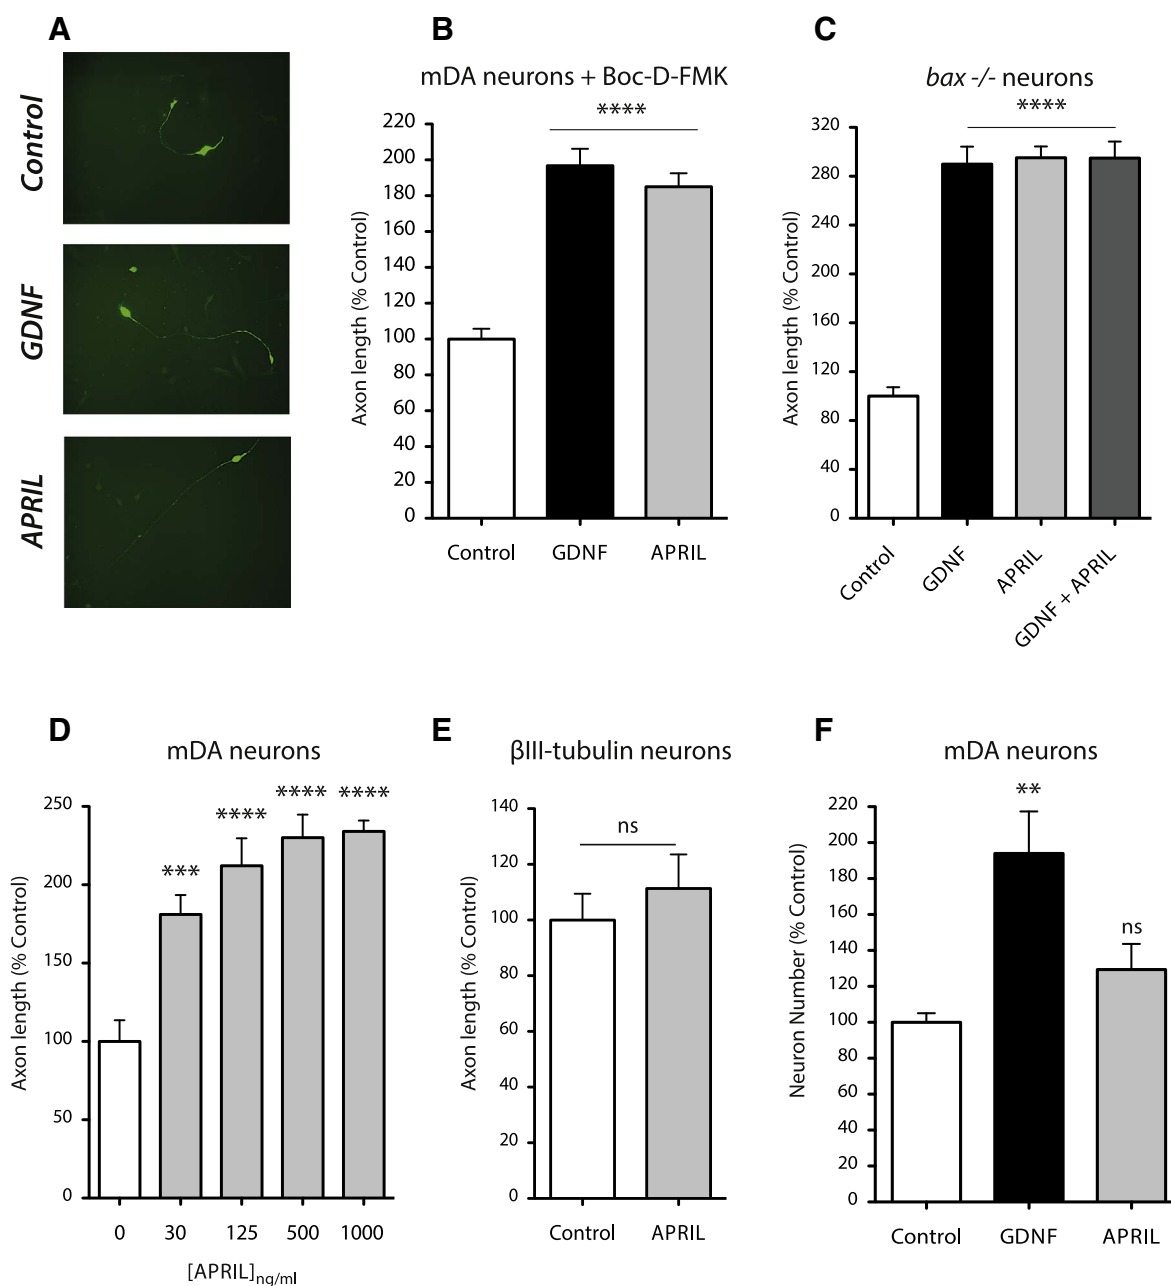 A
Control
GDNF
APRIL
B
mDA neurons + Boc-D-FMK
****
Axon length (% Control)
220
200
180
160
140
120
100
80
60
40
20
0
Control GDNF APRIL
C
bax -/- neurons
****
Axon length (% Control)
320
280
240
200
160
120
80
40
0
Control
GDNF
APRIL
GDNF + APRIL
D
mDA neurons
*** **** **** ****
Axon length (% Control)
250
200
150
100
50
0
0 30 125 500 1000
[APRIL]ng/ml
E
βIII-tubulin neurons
ns
Axon length (% Control)
140
120
100
80
60
40
20
0
Control APRIL
F
mDA neurons
**
ns
Neuron Number (% Control)
220
200
180
160
140
120
100
80
60
40
20
0
Control GDNF APRIL